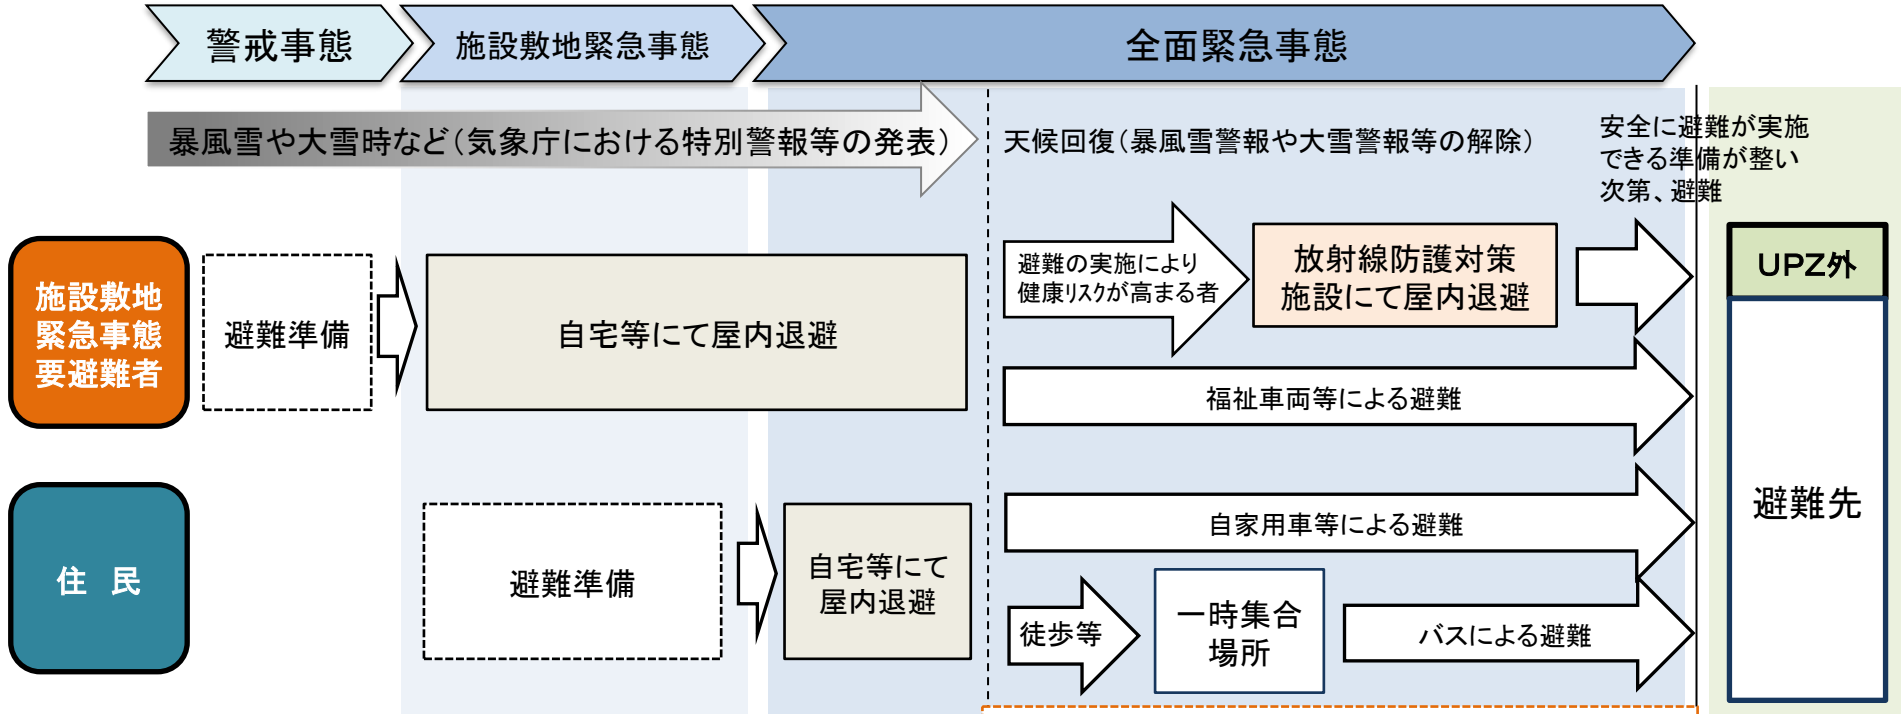 警戒事態
施設敷地緊急事態
全面緊急事態
暴風雪や大雪時など(気象庁における特別警報等の発表)
天候回復(暴風雪警報や大雪警報等の解除)
安全に避難が実施
できる準備が整い
次第、避難
施設敷地
緊急事態
要避難者
避難準備
自宅等にて屋内退避
避難の実施により
健康リスクが高まる者
放射線防護対策
施設にて屋内退避
福祉車両等による避難
UPZ外
避難先
住 民
避難準備
自宅等にて
屋内退避
自家用車等による避難
徒歩等
一時集合
場所
バスによる避難